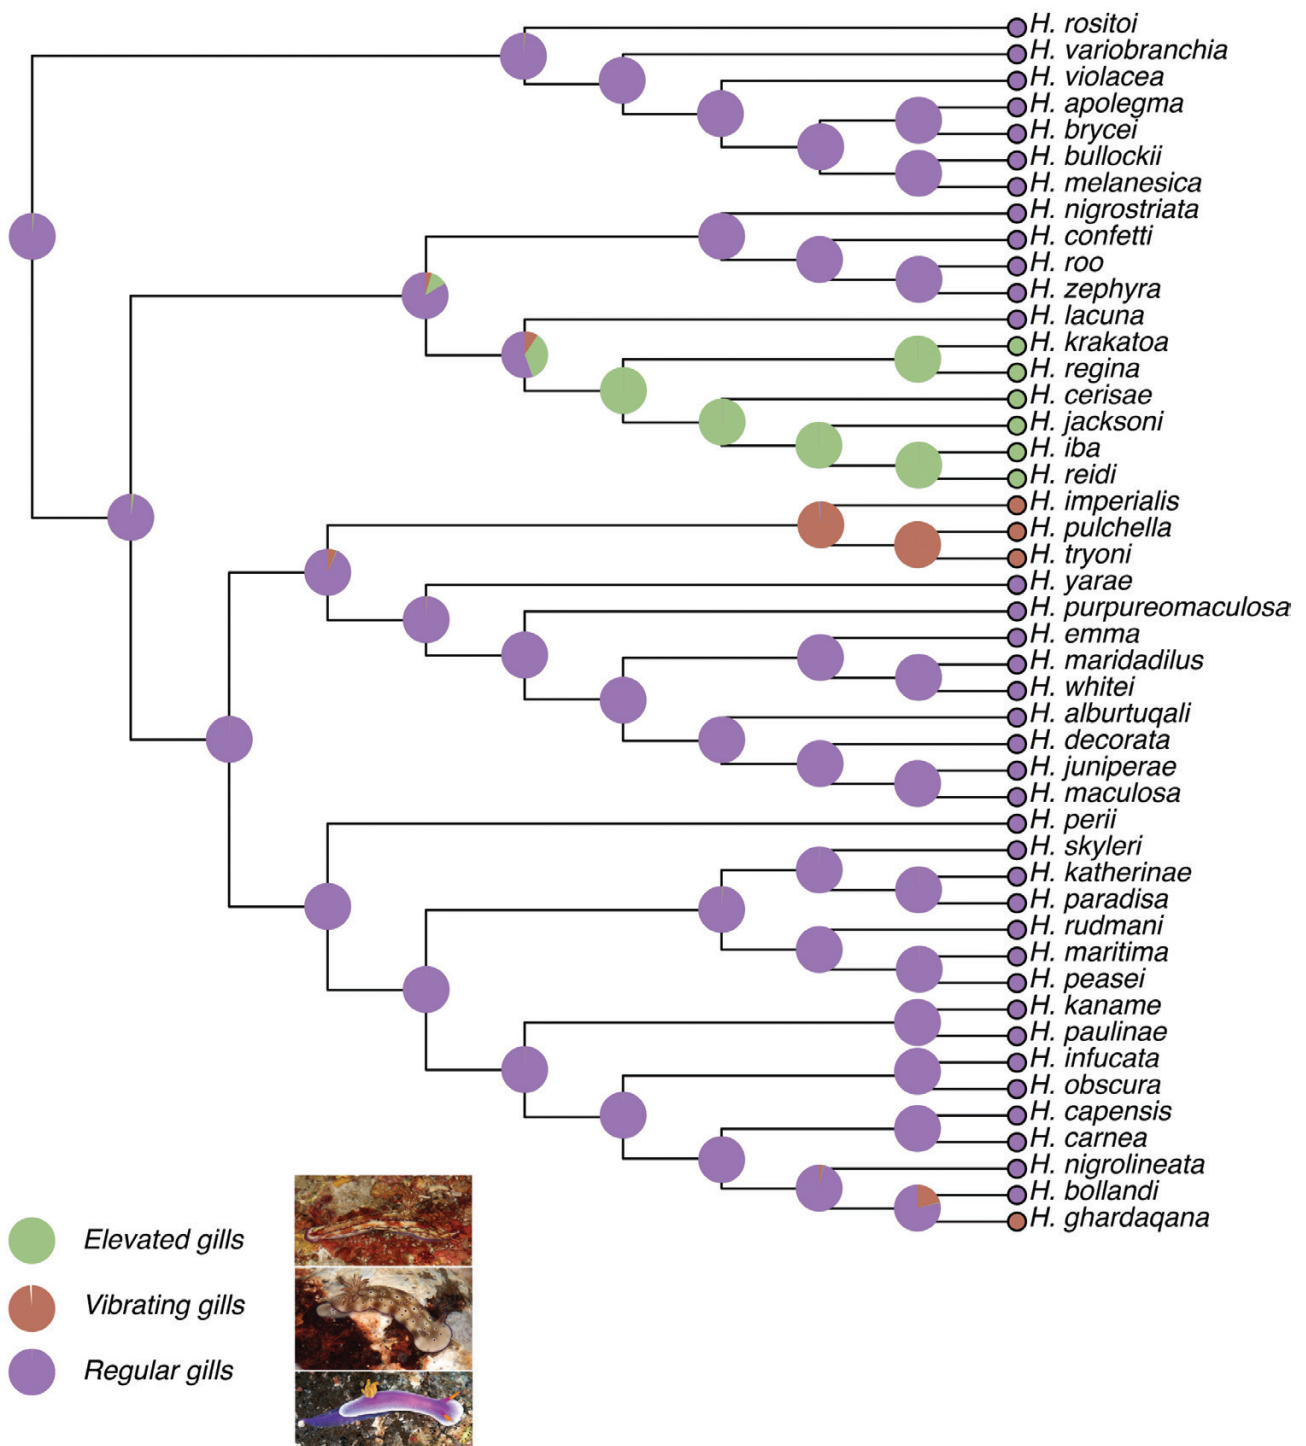 H. rositoi
H. variobranchia
H. violacea
H. apolegma
H. brycei
H. bullockii
H. melanesica
H. nigrostriata
H. confetti
H. roo
H. zephyra
H. lacuna
H. krakatoa
H. regina
H. cerisae
H. jacksoni
H. iba
H. reidi
H. imperialis
H. pulchella
H. tryoni
H. yarae
H. purpureomaculosa
H. emma
H. maridadilus
H. whitei
H. alburtuqali
H. decorata
H. juniperae
H. maculosa
H. perii
H. skyleri
H. katherinae
H. paradisa
H. rudmani
H. maritima
H. peasei
H. kaname
H. paulinae
H. infucata
H. obscura
H. capensis
H. carnea
H. nigrolineata
H. bollandi
H. ghardaqana
Elevated gills
Vibrating gills
Regular gills